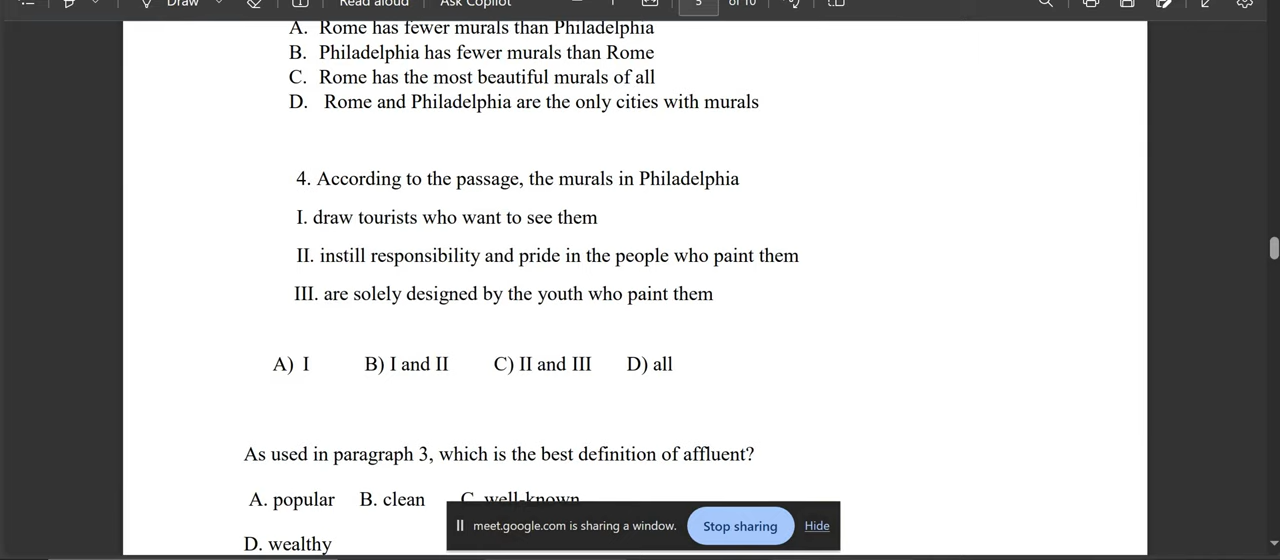 Draw
Read aloud
Ask Copilot
5
of 10
A. Rome has fewer murals than Philadelphia
B. Philadelphia has fewer murals than Rome
C. Rome has the most beautiful murals of all
D. Rome and Philadelphia are the only cities with murals
4. According to the passage, the murals in Philadelphia
I. draw tourists who want to see them
II. instill responsibility and pride in the people who paint them
III. are solely designed by the youth who paint them
A) I B) I and II C) II and III D) all
As used in paragraph 3, which is the best definition of affluent?
A. popular B. clean C. well-known
D. wealthy
meet.google.com is sharing a window. Stop sharing Hide